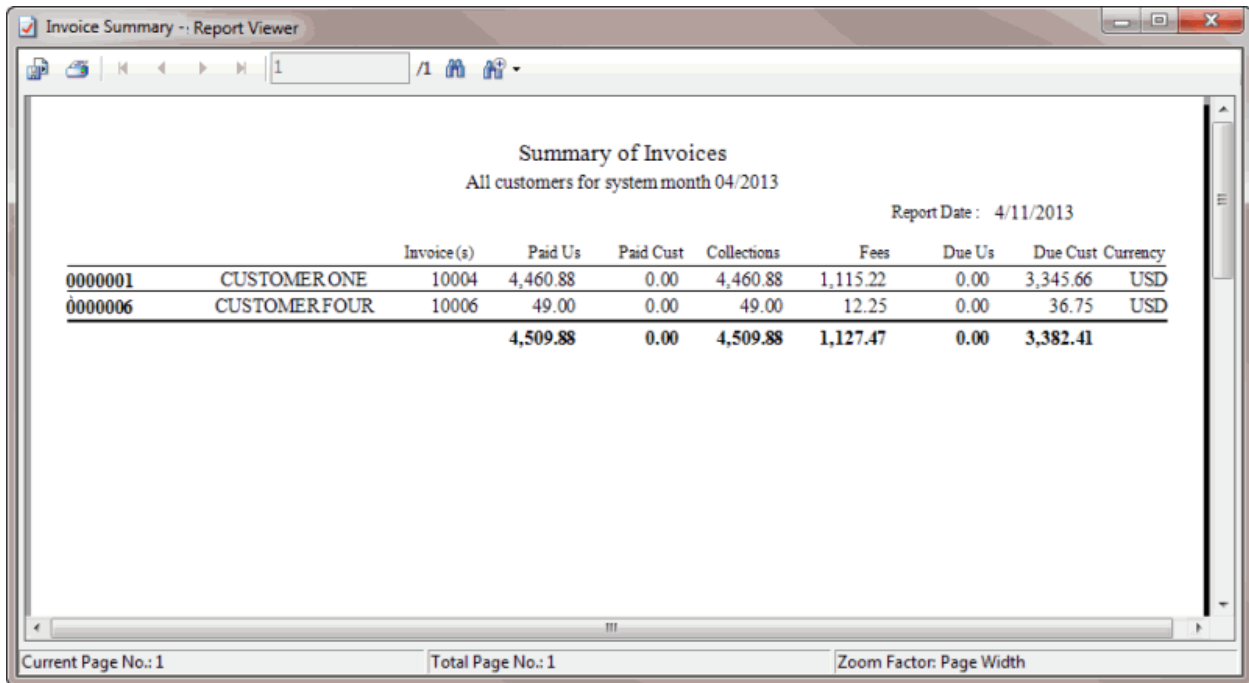 Invoice Summary -: Report Viewer
1 /1
Summary of Invoices
All customers for system month 04/2013
Report Date : 4/11/2013
Invoice (s) Paid Us Paid Cust Collections Fees Due Us Due Cust Currency
0000001 CUSTOMER ONE 10004 4,460.88 0.00 4,460.88 1,115.22 0.00 3,345.66 USD
0000006 CUSTOMER FOUR 10006 49.00 0.00 49.00 12.25 0.00 36.75 USD
4,509.88 0.00 4,509.88 1,127.47 0.00 3,382.41
Current Page No.: 1 Total Page No.: 1 Zoom Factor: Page Width